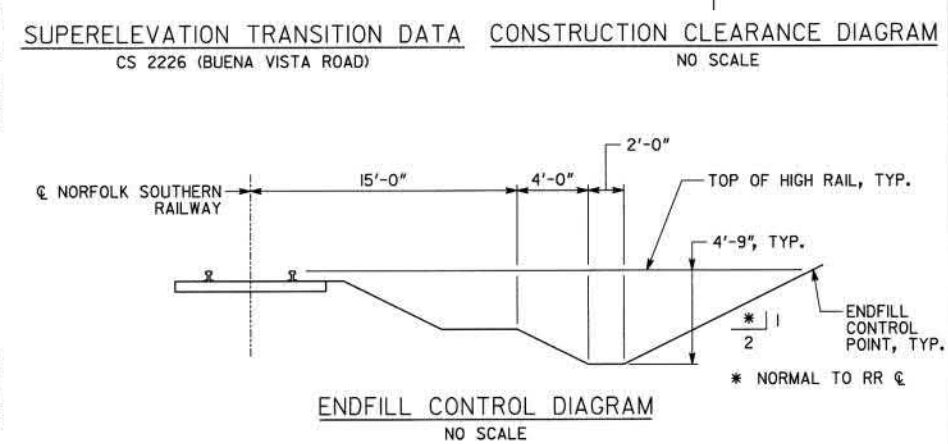 SUPERELEVATION TRANSITION DATA
CS 2226 (BUENA VISTA ROAD)
CONSTRUCTION CLEARANCE DIAGRAM
NO SCALE
2'-0"
15'-0"
4'-0"
℄ NORFOLK SOUTHERN
RAILWAY
TOP OF HIGH RAIL, TYP.
4'-9", TYP.
ENDFILL
CONTROL
POINT, TYP.
* 1
2
* NORMAL TO RR ℄
ENDFILL CONTROL DIAGRAM
NO SCALE